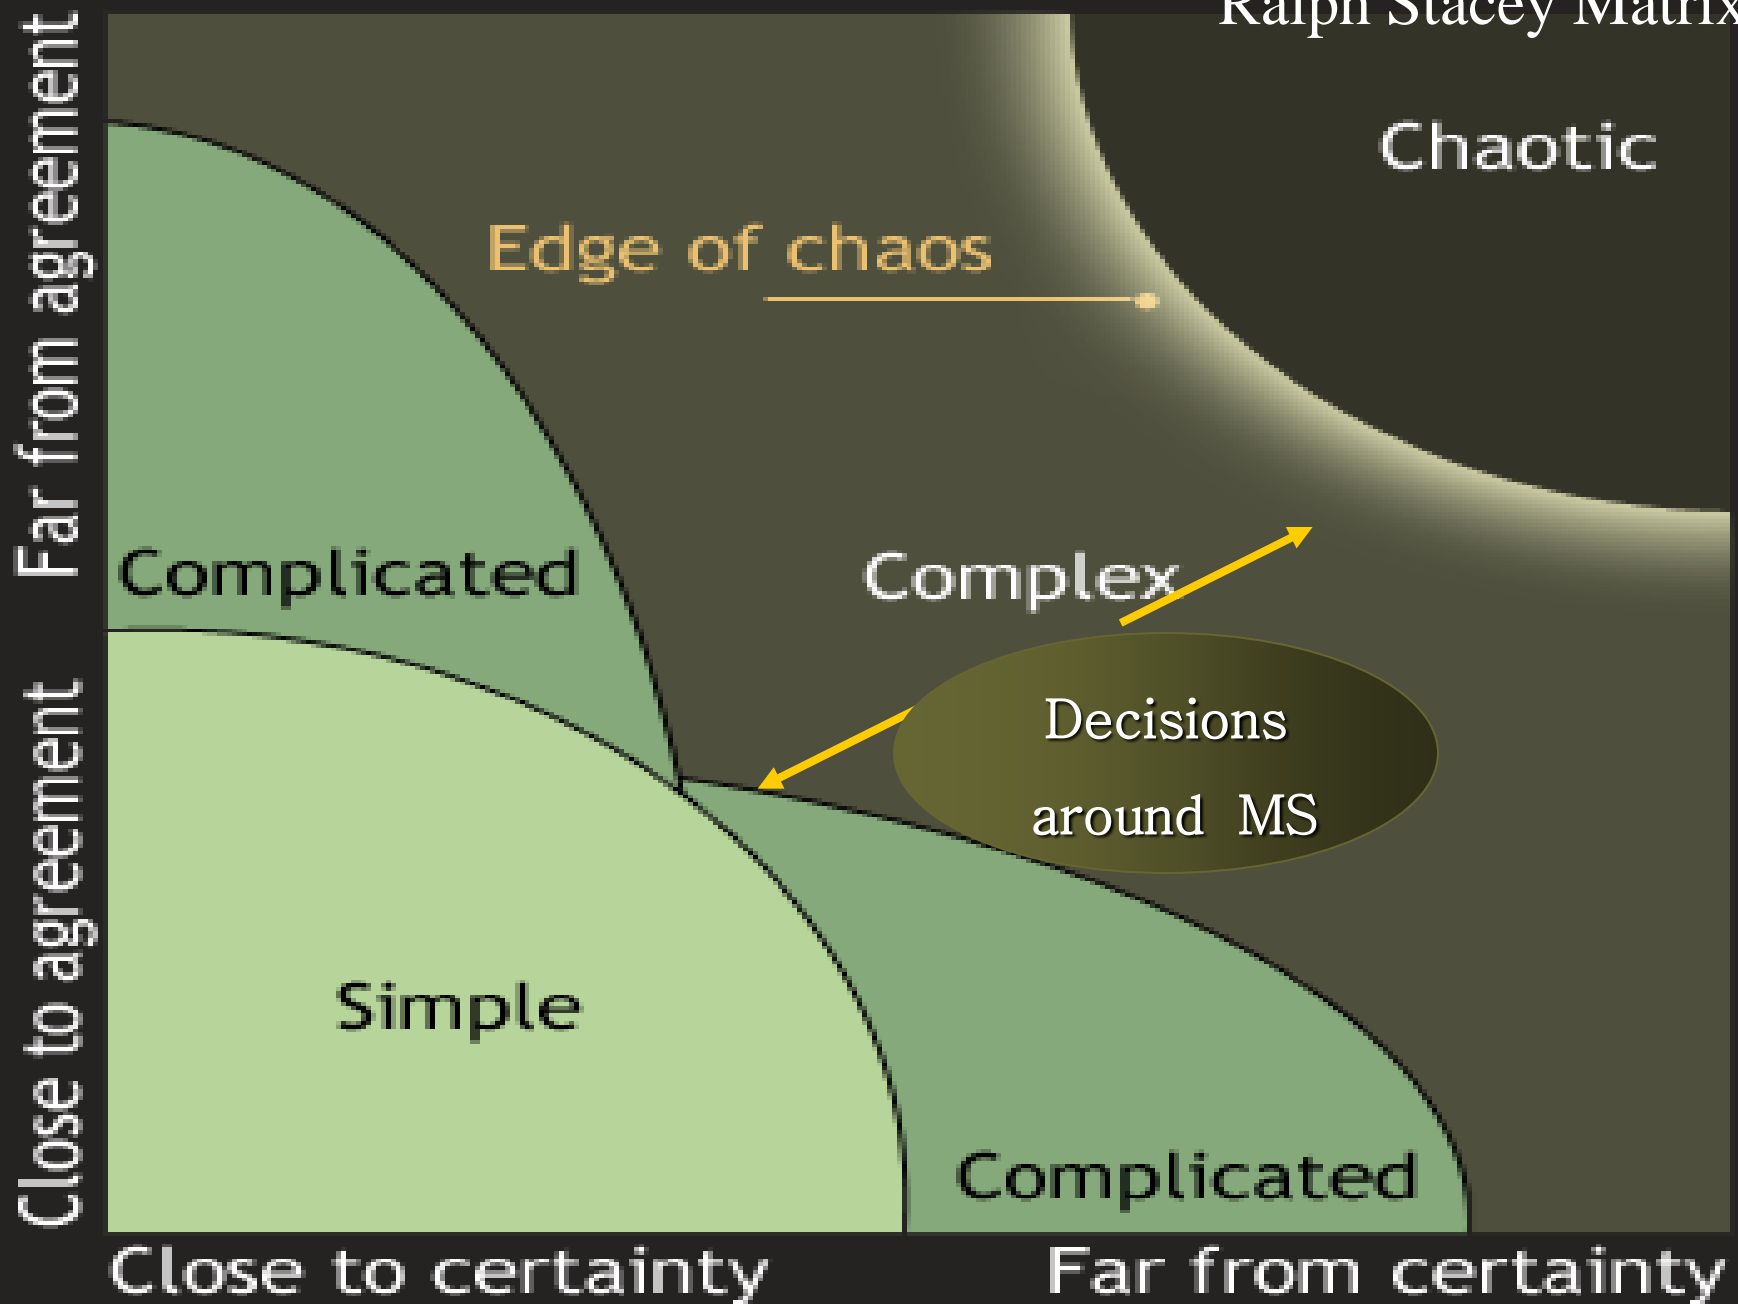 Ralph Stacey Matrix
Chaotic
Edge of chaos
Far from agreement
Complicated
Complex
Decisions
around MS
Close to agreement
Simple
Complicated
Close to certainty
Far from certainty